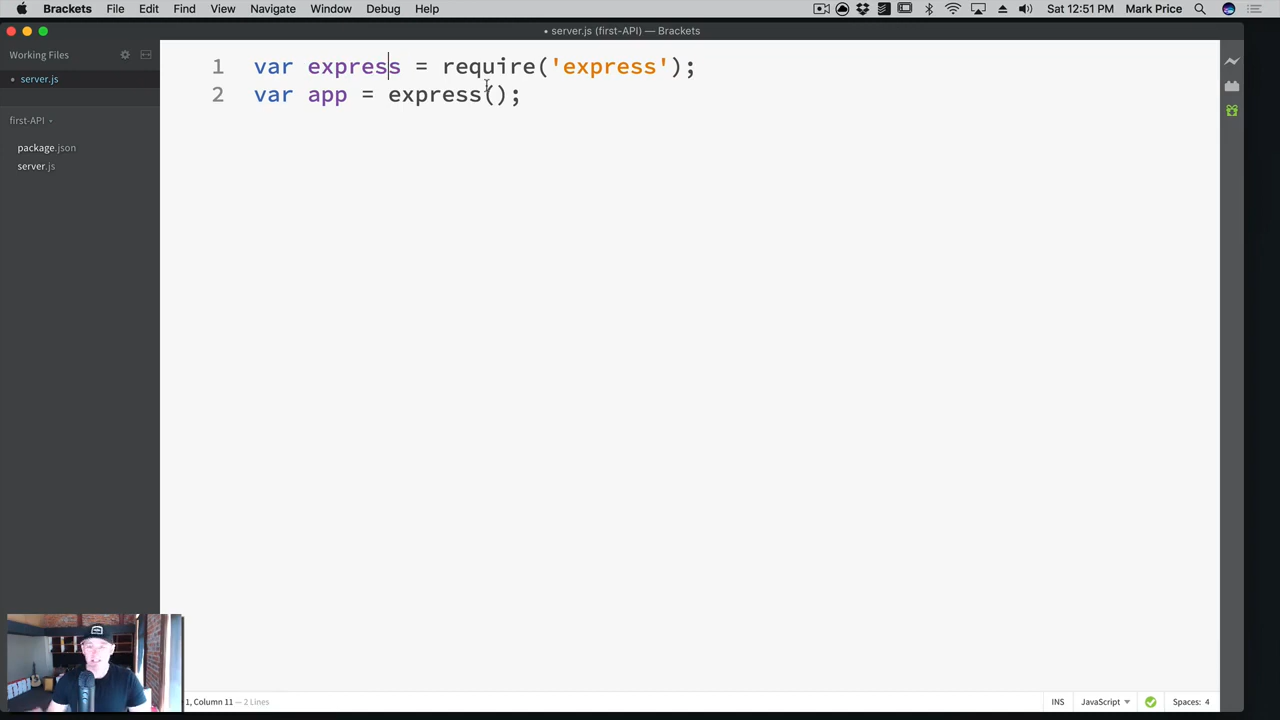 Brackets File Edit View Find Navigate Window Debug Help Sat 12:51 PM Mark Price
• server.js (first-API) — Brackets
Working Files
• server.js
first-API
package.json
server.js
1 var express = require('express');
2 var app = express();
1, Column 11 — 2 Lines
INS JavaScript Spaces: 4